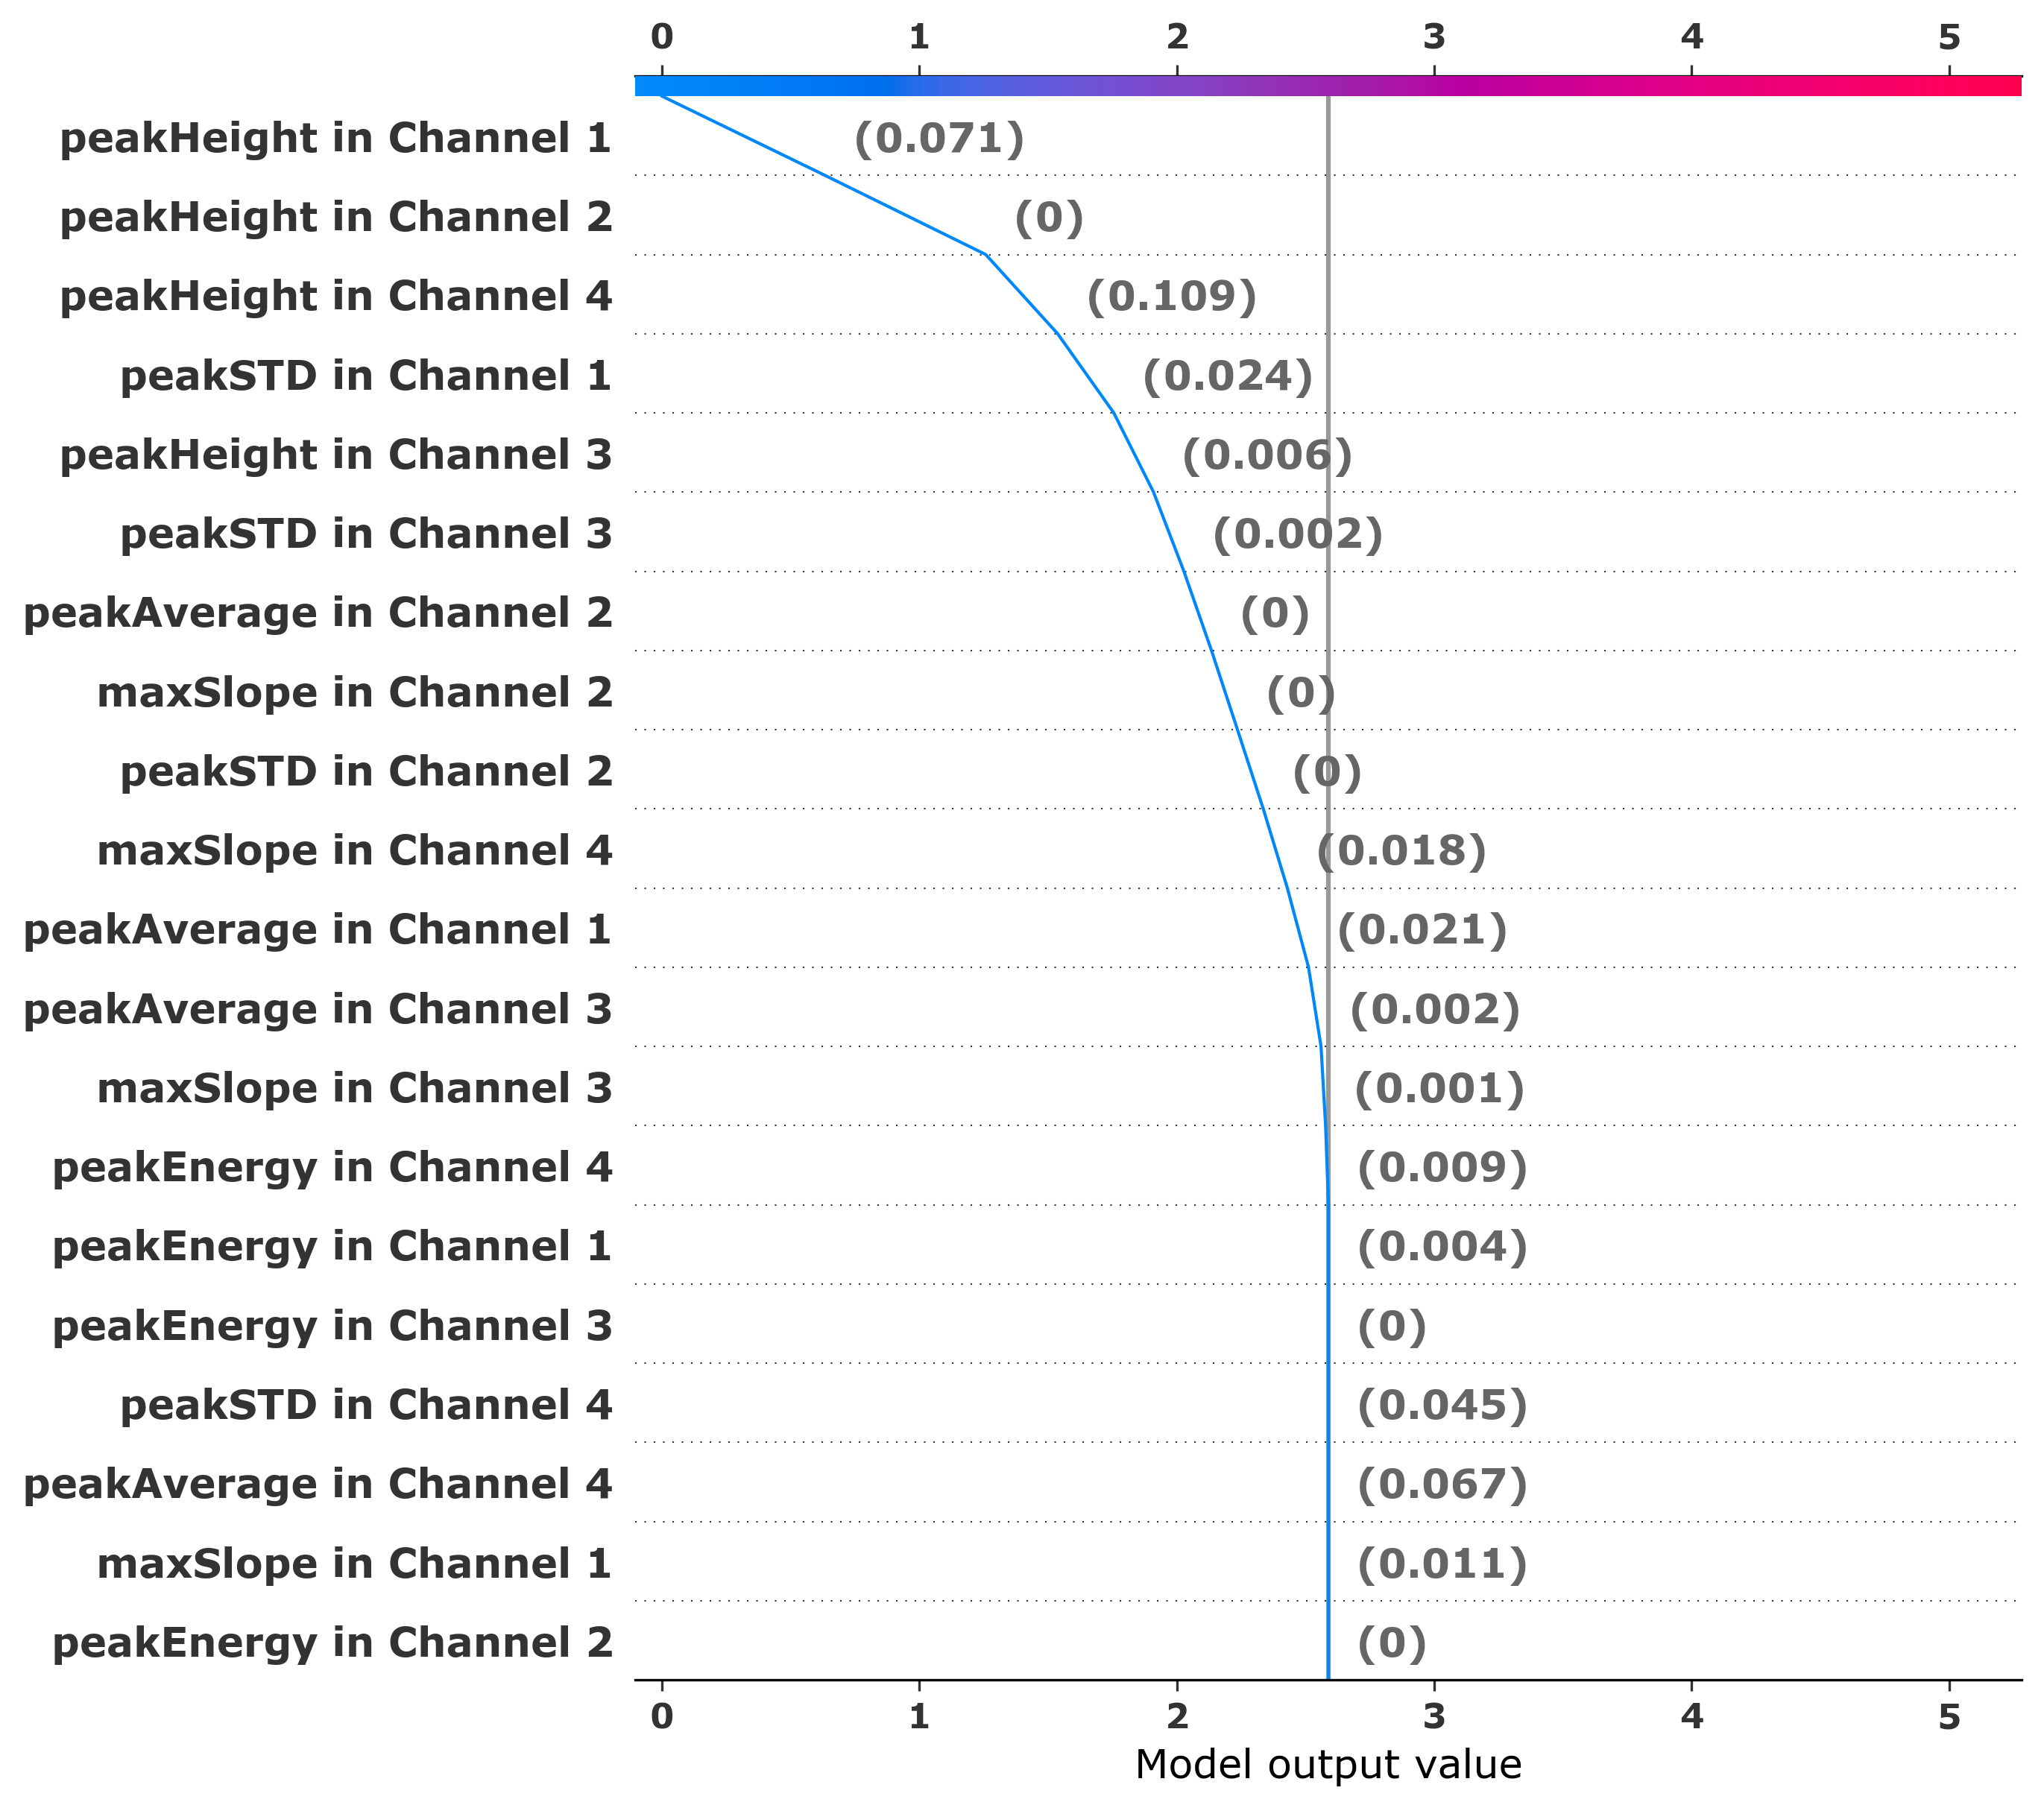 0 1 2 3 4 5
peakHeight in Channel 1 (0.071)
peakHeight in Channel 2 (0)
peakHeight in Channel 4 (0.109)
peakSTD in Channel 1 (0.024)
peakHeight in Channel 3 (0.006)
peakSTD in Channel 3 (0.002)
peakAverage in Channel 2 (0)
maxSlope in Channel 2 (0)
peakSTD in Channel 2 (0)
maxSlope in Channel 4 (0.018)
peakAverage in Channel 1 (0.021)
peakAverage in Channel 3 (0.002)
maxSlope in Channel 3 (0.001)
peakEnergy in Channel 4 (0.009)
peakEnergy in Channel 1 (0.004)
peakEnergy in Channel 3 (0)
peakSTD in Channel 4 (0.045)
peakAverage in Channel 4 (0.067)
maxSlope in Channel 1 (0.011)
peakEnergy in Channel 2 (0)
0 1 2 3 4 5
Model output value